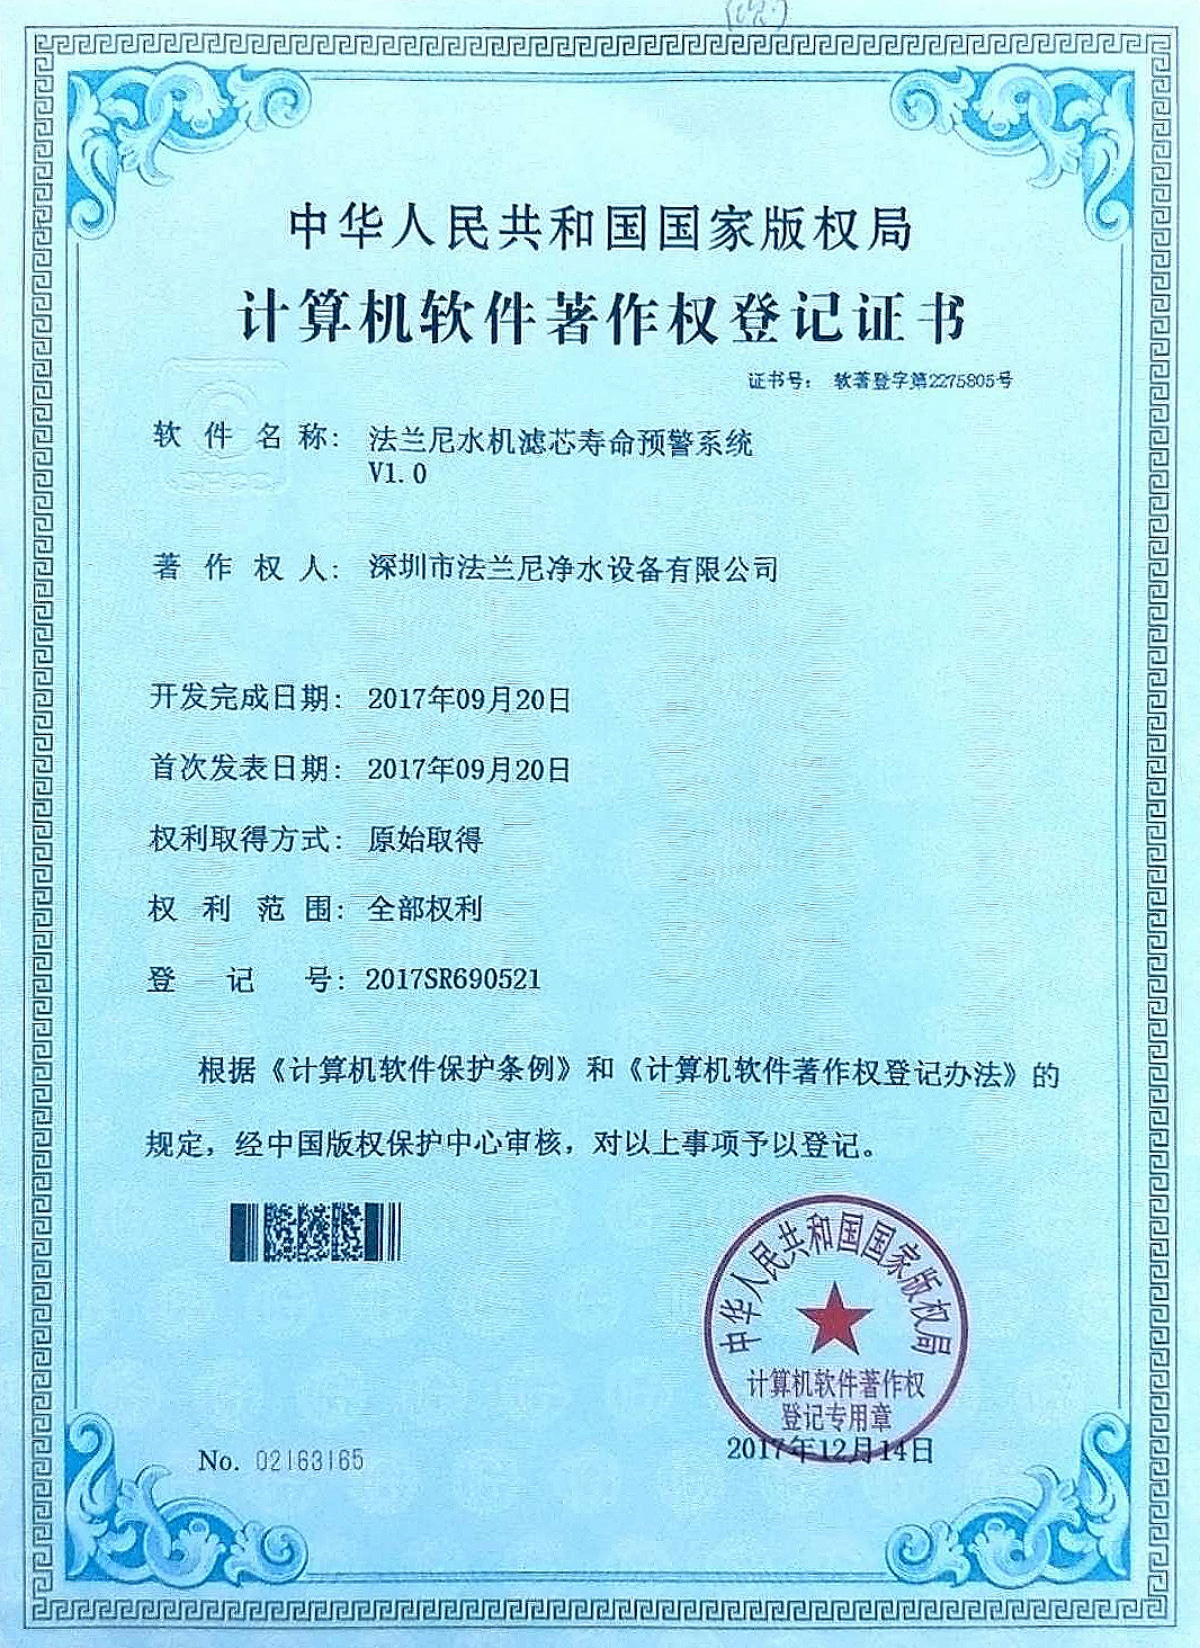 中华人民共和国国家版权局
计算机软件著作权登记证书
证书号： 软著登字第2275805号
软件名称： 法兰尼水机滤芯寿命预警系统
V1.0
著作权人： 深圳市法兰尼净水设备有限公司
开发完成日期： 2017年09月20日
首次发表日期： 2017年09月20日
权利取得方式： 原始取得
权利范围： 全部权利
登记号： 2017SR690521
根据《计算机软件保护条例》和《计算机软件著作权登记办法》的
规定，经中国版权保护中心审核，对以上事项予以登记。
中华人民共和国国家版权局
计算机软件著作权
登记专用章
2017年12月14日
No. 02163165